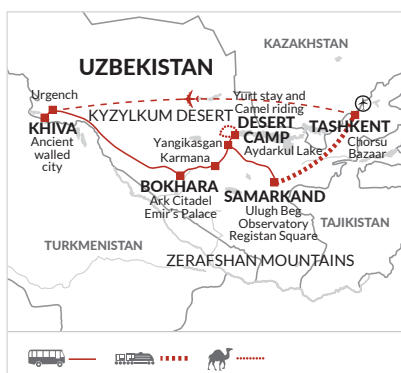 KAZAKHSTAN
UZBEKISTAN
Urgench
Yurt stay and
Camel riding
KYZYLKUM DESERT
DESERT
CAMP
Aydarkul Lake
TASHKENT
Chorsu
Bazaar
KHIVA
Ancient
walled
city
Yangikasgan
Karmana
BOKHARA
Ark Citadel
Emir's Palace
SAMARKAND
Ulugh Beg
Observatory
Registan Square
TAJIKISTAN
TURKMENISTAN
ZERAFSHAN MOUNTAINS